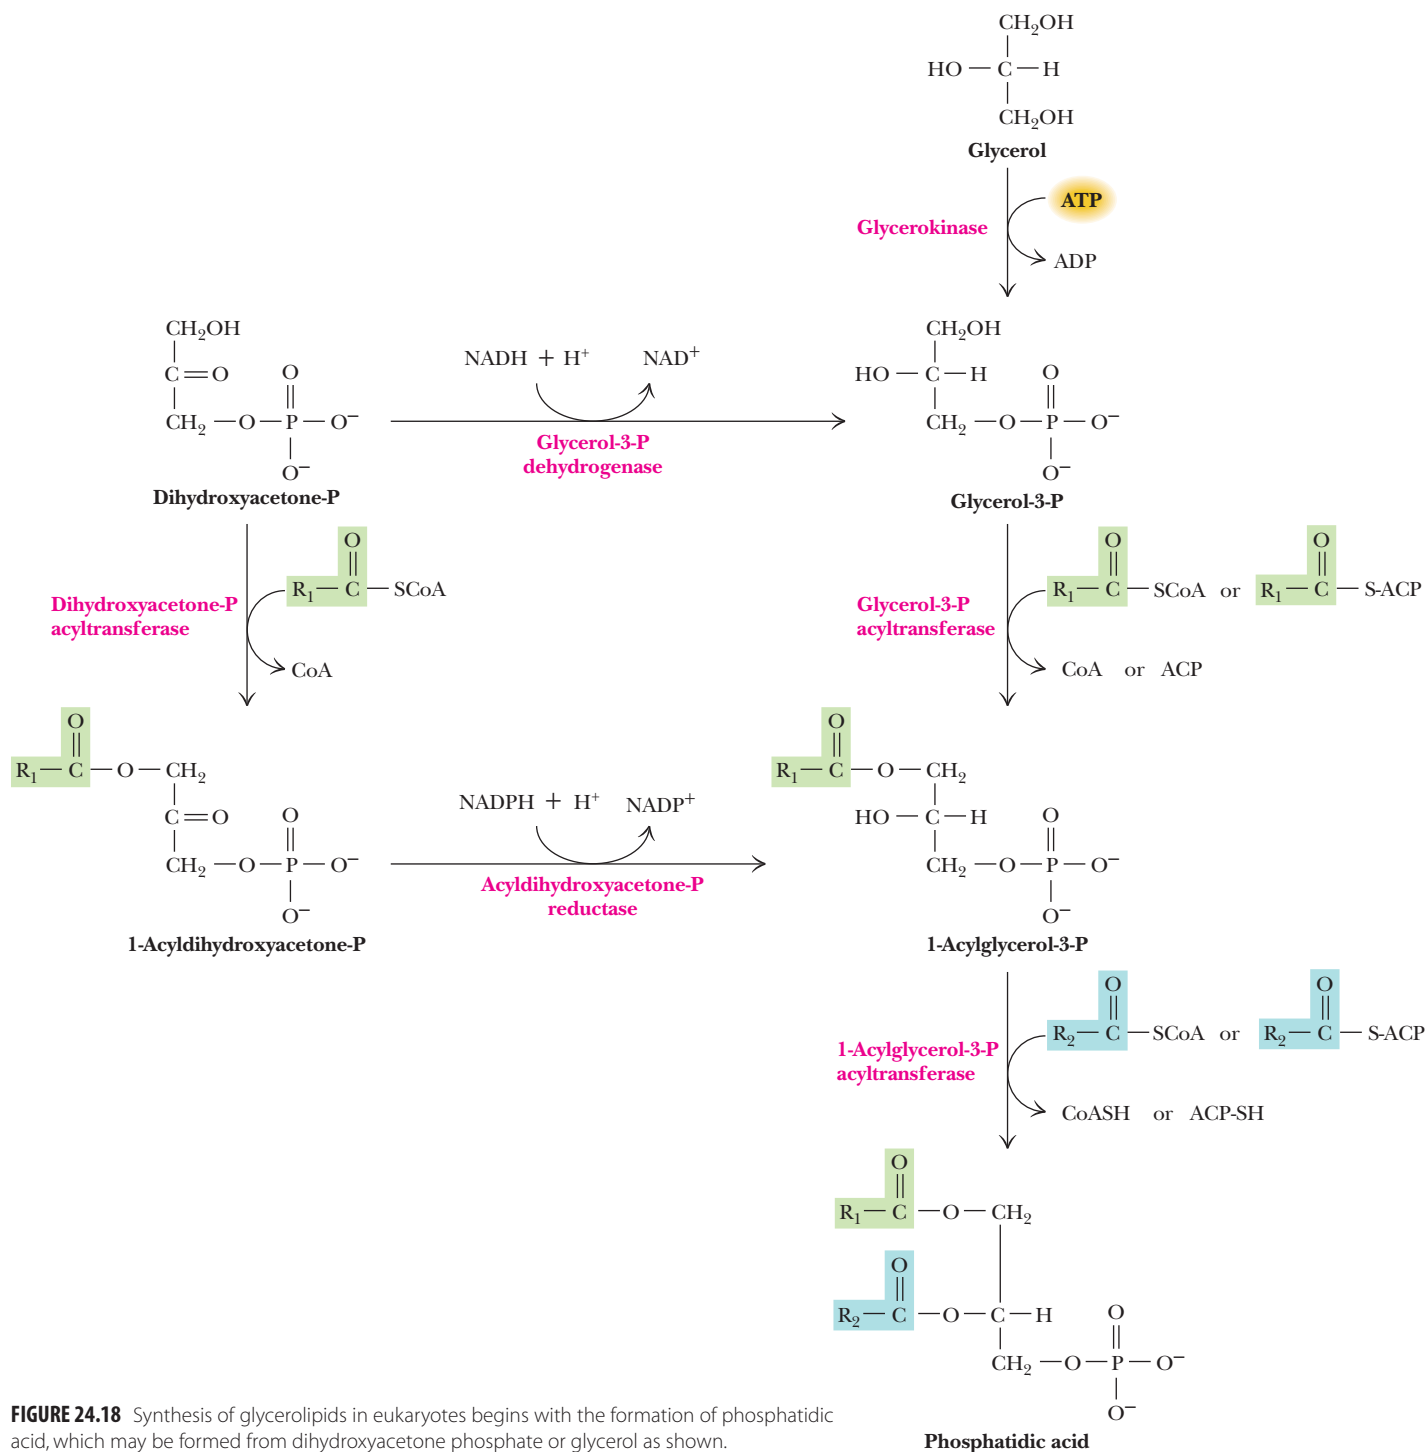 CH₂OH
HO — C — H
CH₂OH
Glycerol
ATP
Glycerokinase
ADP
CH₂OH
C=O
O
CH₂ — O — P — O⁻
O⁻
Dihydroxyacetone-P
NADH + H⁺ NAD⁺
Glycerol-3-P
dehydrogenase
CH₂OH
HO — C — H
O
CH₂ — O — P — O⁻
O⁻
Glycerol-3-P
O
R₁ — C — SCoA
Dihydroxyacetone-P
acyltransferase
CoA
O O
R₁ — C — SCoA or R₁ — C — S-ACP
Glycerol-3-P
acyltransferase
CoA or ACP
O
R₁ — C — O — CH₂
C=O
O
CH₂ — O — P — O⁻
O⁻
1-Acyldihydroxyacetone-P
NADPH + H⁺ NADP⁺
Acyldihydroxyacetone-P
reductase
O
R₁ — C — O — CH₂
HO — C — H
O
CH₂ — O — P — O⁻
O⁻
1-Acylglycerol-3-P
O O
R₂ — C — SCoA or R₂ — C — S-ACP
1-Acylglycerol-3-P
acyltransferase
CoASH or ACP-SH
O
R₁ — C — O — CH₂
O
R₂ — C — O — C — H
O
CH₂ — O — P — O⁻
O⁻
Phosphatidic acid
FIGURE 24.18 Synthesis of glycerolipids in eukaryotes begins with the formation of phosphatidic
acid, which may be formed from dihydroxyacetone phosphate or glycerol as shown.